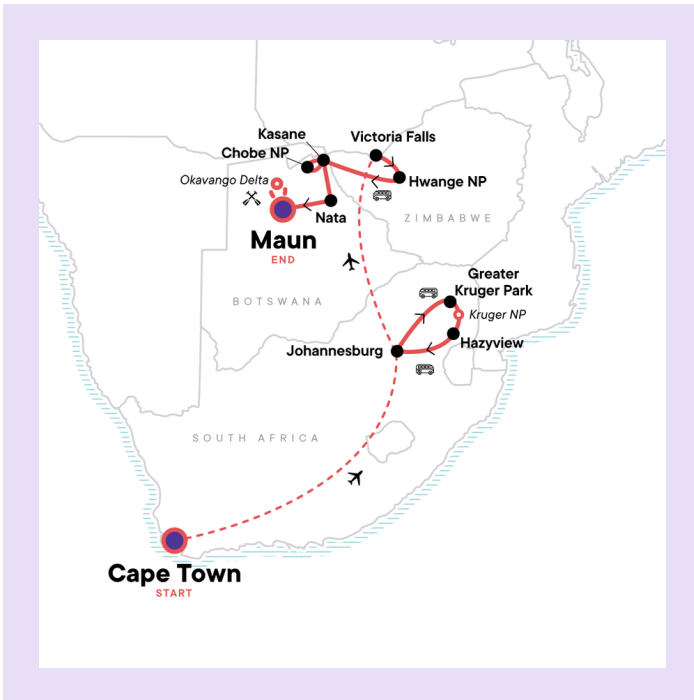 Kasane
Victoria Falls
Chobe NP
Okavango Delta
Hwange NP
Nata
ZIMBABWE
Maun
END
Greater
Kruger Park
BOTSWANA
Kruger NP
Johannesburg
Hazyview
SOUTH AFRICA
Cape Town
START